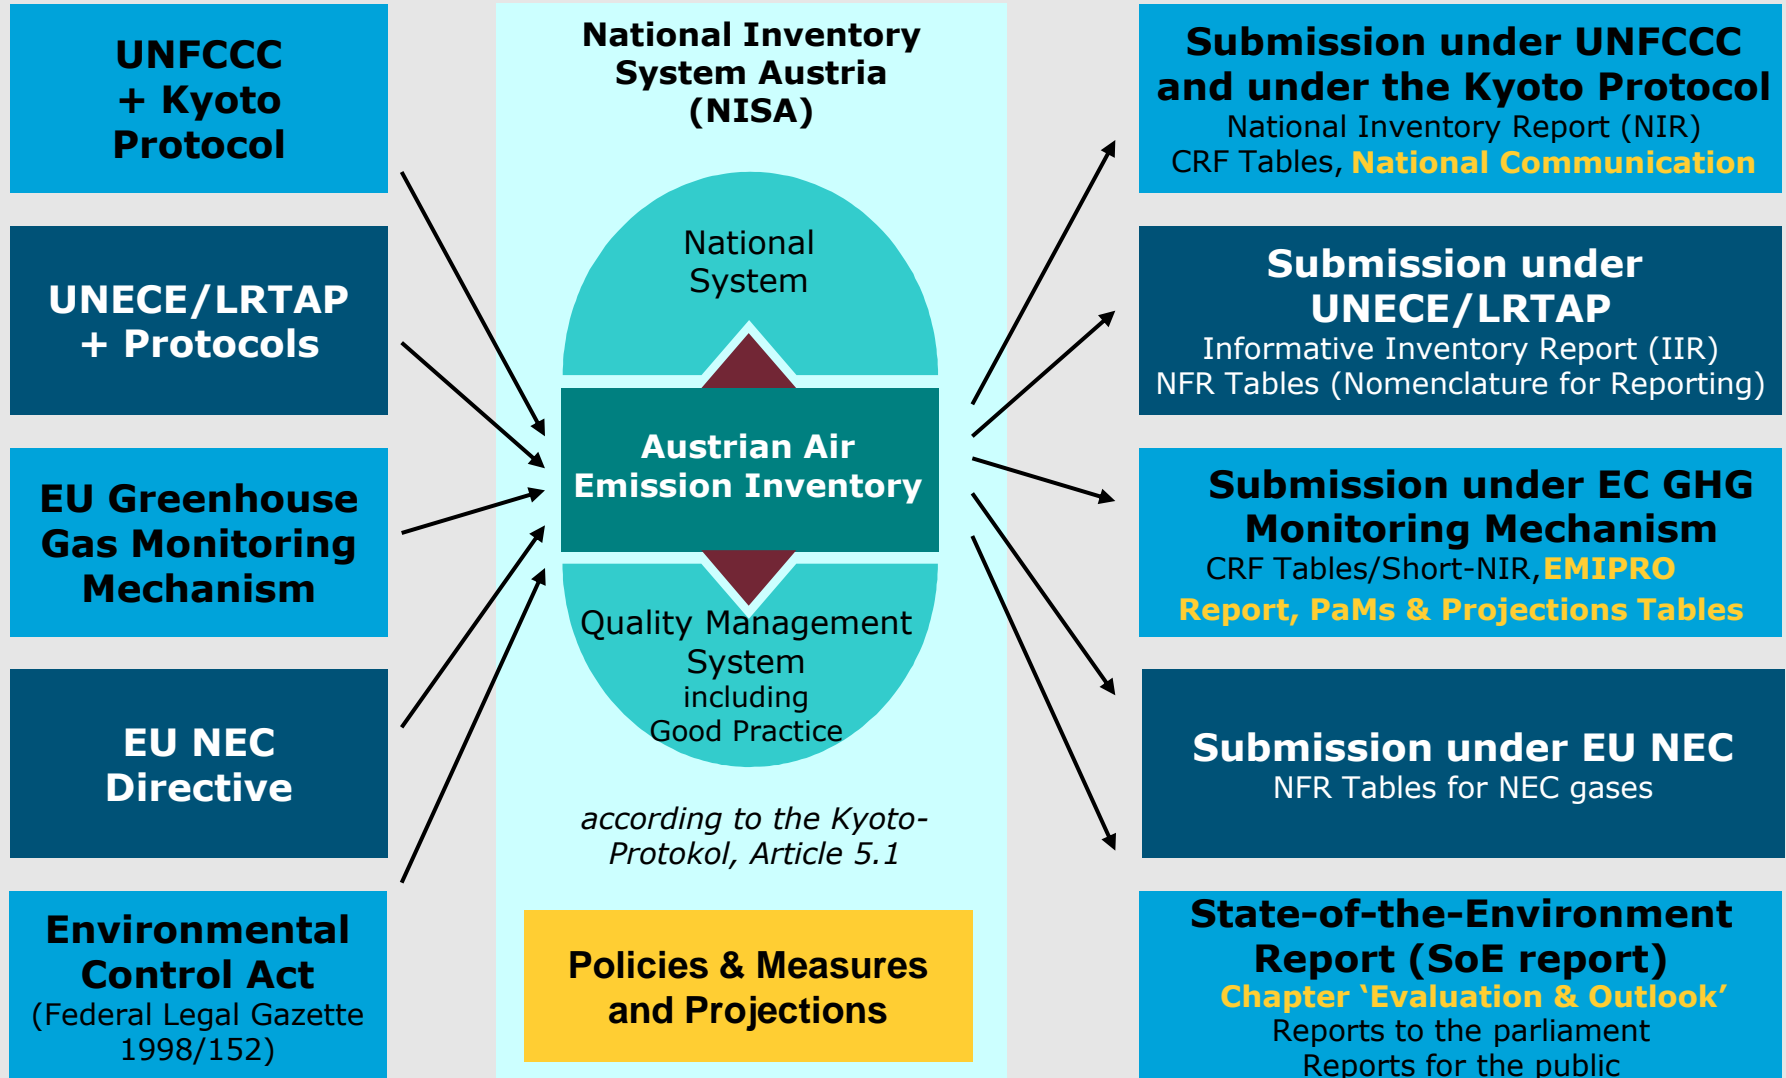 UNFCCC
+ Kyoto
Protocol
UNECE/LRTAP
+ Protocols
EU Greenhouse
Gas Monitoring
Mechanism
EU NEC
Directive
Environmental
Control Act
(Federal Legal Gazette
1998/152)
National Inventory
System Austria
(NISA)
National
System
Austrian Air
Emission Inventory
Quality Management
System
including
Good Practice
according to the Kyoto-
Protokol, Article 5.1
Policies & Measures
and Projections
Submission under UNFCCC
and under the Kyoto Protocol
National Inventory Report (NIR)
CRF Tables, National Communication
Submission under
UNECE/LRTAP
Informative Inventory Report (IIR)
NFR Tables (Nomenclature for Reporting)
Submission under EC GHG
Monitoring Mechanism
CRF Tables/Short-NIR, EMIPRO
Report, PaMs & Projections Tables
Submission under EU NEC
NFR Tables for NEC gases
State-of-the-Environment
Report (SoE report)
Chapter ‘Evaluation & Outlook’
Reports to the parliament
Reports for the public